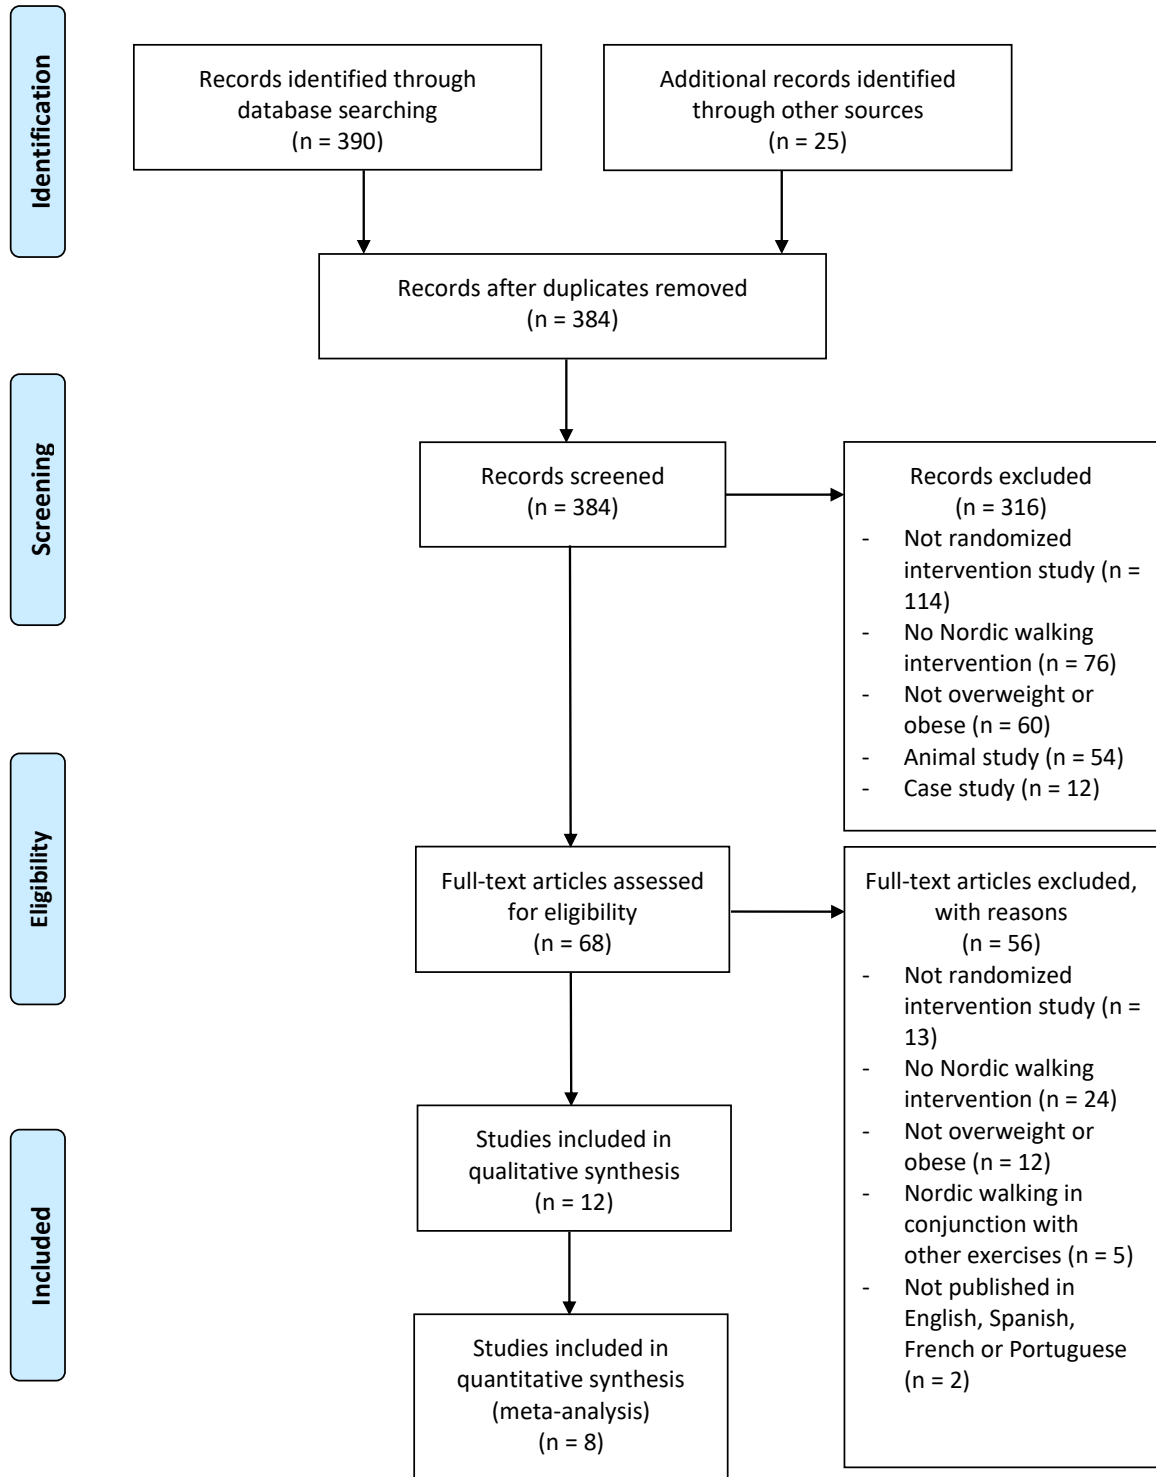 Identification
Records identified through
database searching
(n = 390)
Additional records identified
through other sources
(n = 25)
Records after duplicates removed
(n = 384)
Screening
Records screened
(n = 384)
Records excluded
(n = 316)
- Not randomized
intervention study (n =
114)
- No Nordic walking
intervention (n = 76)
- Not overweight or
obese (n = 60)
- Animal study (n = 54)
- Case study (n = 12)
Eligibility
Full-text articles assessed
for eligibility
(n = 68)
Full-text articles excluded,
with reasons
(n = 56)
- Not randomized
intervention study (n =
13)
- No Nordic walking
intervention (n = 24)
- Not overweight or
obese (n = 12)
- Nordic walking in
conjunction with
other exercises (n = 5)
- Not published in
English, Spanish,
French or Portuguese
(n = 2)
Included
Studies included in
qualitative synthesis
(n = 12)
Studies included in
quantitative synthesis
(meta-analysis)
(n = 8)